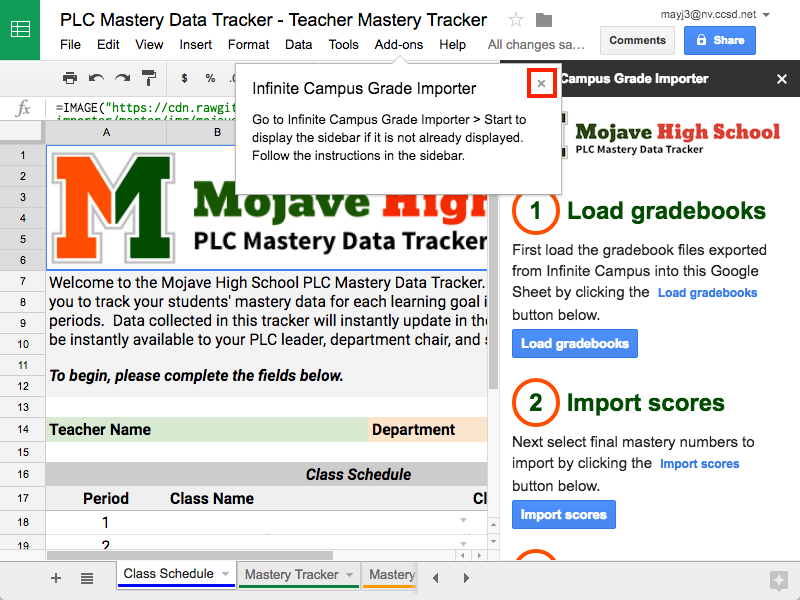 PLC Mastery Data Tracker - Teacher Mastery Tracker
mayj3@nv.ccsd.net
File Edit View Insert Format Data Tools Add-ons Help All changes sa…
Comments
Share
$ % .0
Infinite Campus Grade Importer
Go to Infinite Campus Grade Importer > Start to
display the sidebar if it is not already displayed.
Follow the instructions in the sidebar.
Campus Grade Importer
fx
=IMAGE("https://cdn.rawgit
A B
1
2
3
4
5
6
M
Mojave High
PLC Mastery Data Tracker
7
8
9
10
11
12
Welcome to the Mojave High School PLC Mastery Data Tracker.
you to track your students' mastery data for each learning goal i
periods. Data collected in this tracker will instantly update in the
be instantly available to your PLC leader, department chair, and s
To begin, please complete the fields below.
13
14 Teacher Name Department
15
16 Class Schedule
17 Period Class Name Cl
18 1
19 2
Class Schedule
Mastery Tracker
Mastery
Mojave High School
PLC Mastery Data Tracker
1 Load gradebooks
First load the gradebook files exported
from Infinite Campus into this Google
Sheet by clicking the Load gradebooks
button below.
Load gradebooks
2 Import scores
Next select final mastery numbers to
import by clicking the Import scores
button below.
Import scores